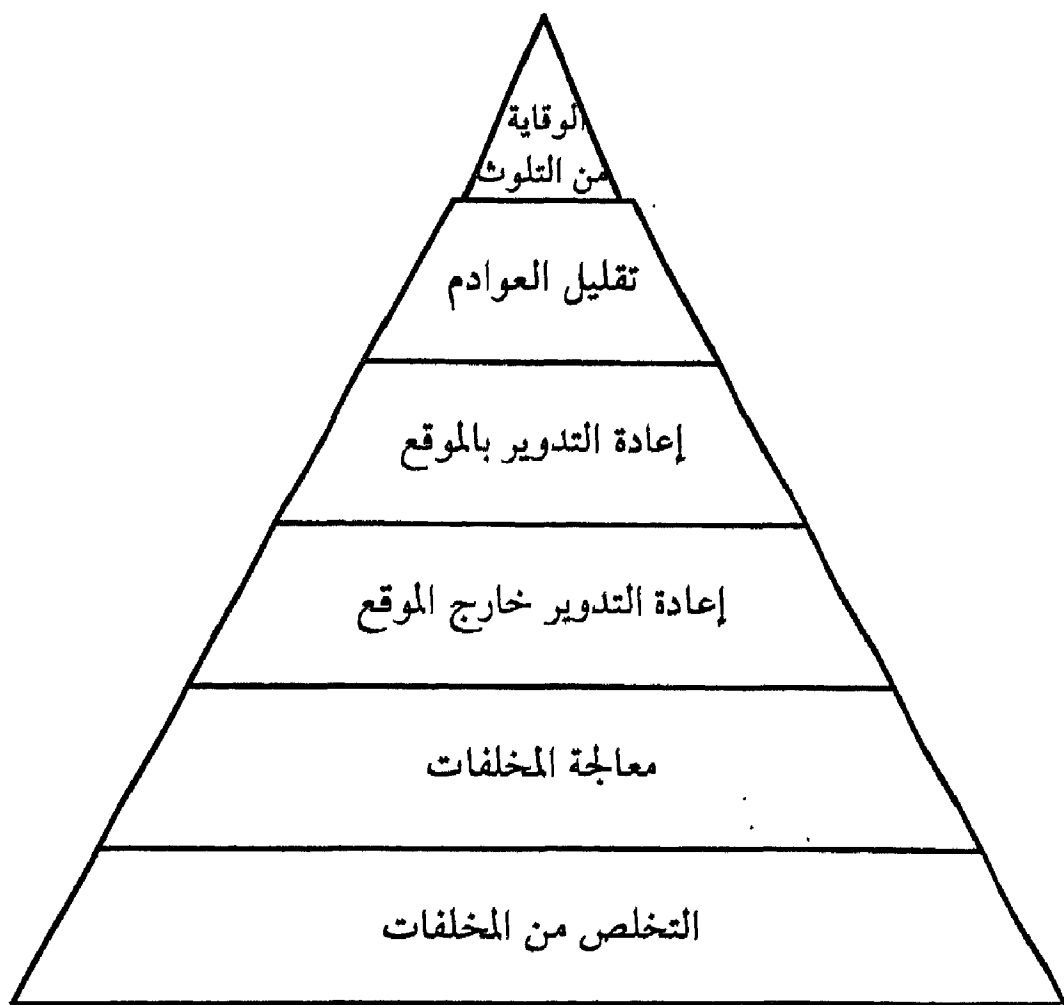 الوقاية
من التلوث
تقليل العوادم
إعادة التدوير بالموقع
إعادة التدوير خارج الموقع
معالجة المخلفات
التخلص من المخلفات